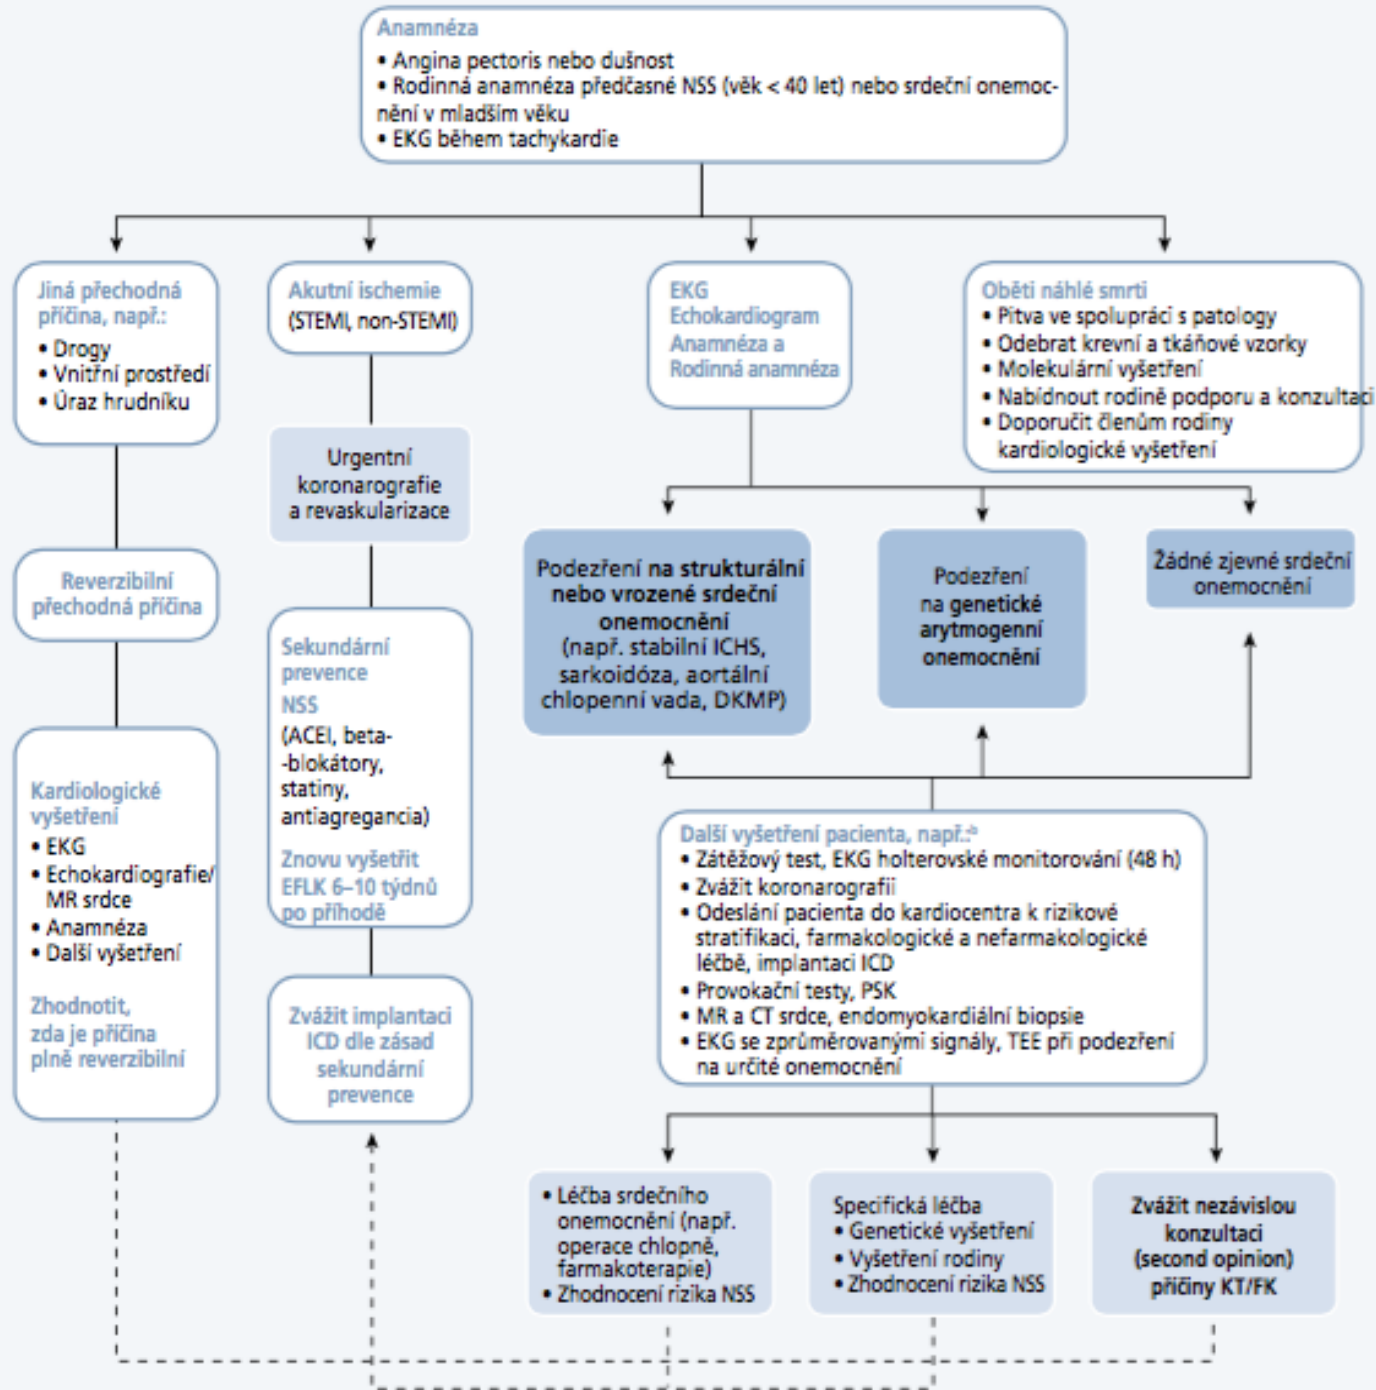 Anamnéza
• Angina pectoris nebo dušnost
• Rodinná anamnéza předčasné NSS (věk < 40 let) nebo srdeční onemoc-
nění v mladším věku
• EKG během tachykardie
Jiná přechodná
příčina, např.:
• Drogy
• Vnitřní prostředí
• Úraz hrudníku
Reverzibilní
přechodná příčina
Kardiologické
vyšetření
• EKG
• Echokardiografie/
MR srdce
• Anamnéza
• Další vyšetření
Zhodnotit,
zda je příčina
plně reverzibilní
Akutní ischemie
(STEMI, non-STEMI)
Urgentní
koronarografie
a revaskularizace
Sekundární
prevence
NSS
(ACEI, beta-
-blokátory,
statiny,
antiagregancia)
Znovu vyšetřit
EFLK 6–10 týdnů
po příhodě
Zvážit implantaci
ICD dle zásad
sekundární
prevence
EKG
Echokardiogram
Anamnéza a
Rodinná anamnéza
Oběti náhlé smrti
• Pitva ve spolupráci s patology
• Odebrat krevní a tkáňové vzorky
• Molekulární vyšetření
• Nabídnout rodině podporu a konzultaci
• Doporučit členům rodiny
kardiologické vyšetření
Podezření na strukturální
nebo vrozené srdeční
onemocnění
(např. stabilní ICHS,
sarkoidóza, aortální
chlopenní vada, DKMP)
Podezření
na genetické
arytmogenní
onemocnění
Žádné zjevné srdeční
onemocnění
Další vyšetření pacienta, např.:ᵇ
• Zátěžový test, EKG holterovské monitorování (48 h)
• Zvážit koronarografii
• Odeslání pacienta do kardiocentra k rizikové
stratifikaci, farmakologické a nefarmakologické
léčbě, implantaci ICD
• Provokační testy, PSK
• MR a CT srdce, endomyokardiální biopsie
• EKG se zprůměrovanými signály, TEE při podezření
na určité onemocnění
• Léčba srdečního
onemocnění (např.
operace chlopně,
farmakoterapie)
• Zhodnocení rizika NSS
Specifická léčba
• Genetické vyšetření
• Vyšetření rodiny
• Zhodnocení rizika NSS
Zvážit nezávislou
konzultaci
(second opinion)
příčiny KT/FK